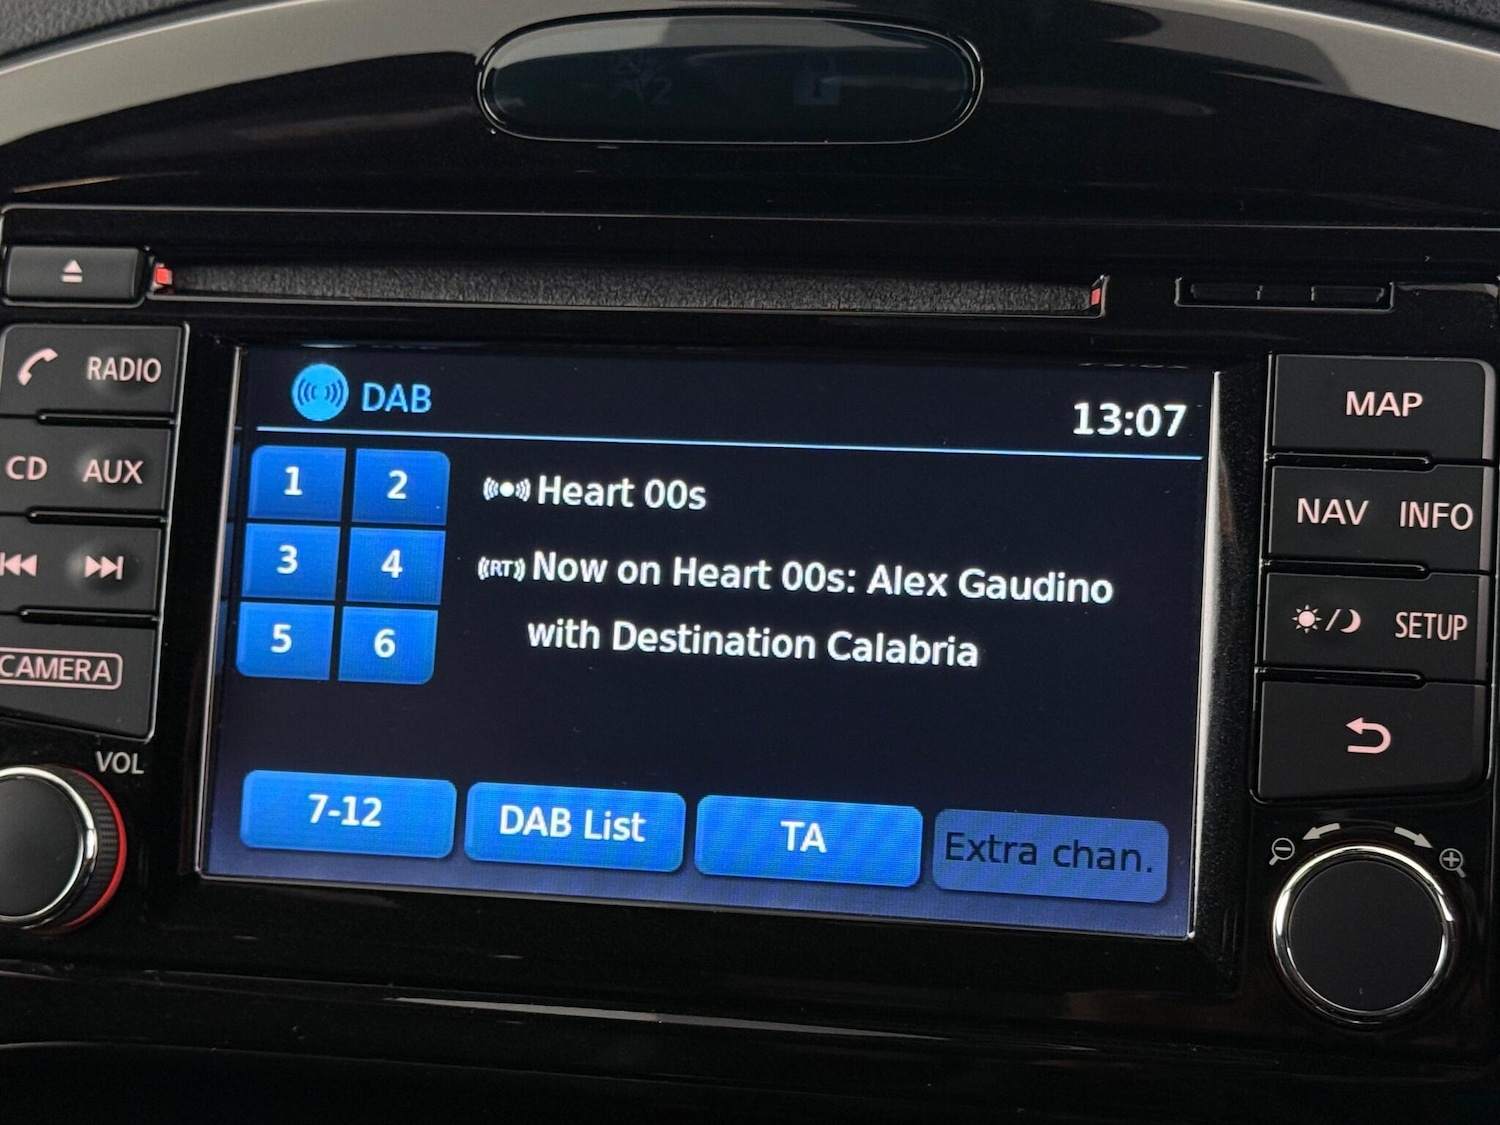 RADIO
CD AUX
CAMERA
VOL
DAB
13:07
1 2
3 4
5 6
Heart 00s
RT Now on Heart 00s: Alex Gaudino
with Destination Calabria
7-12
DAB List
TA
Extra chan.
MAP
NAV INFO
SETUP